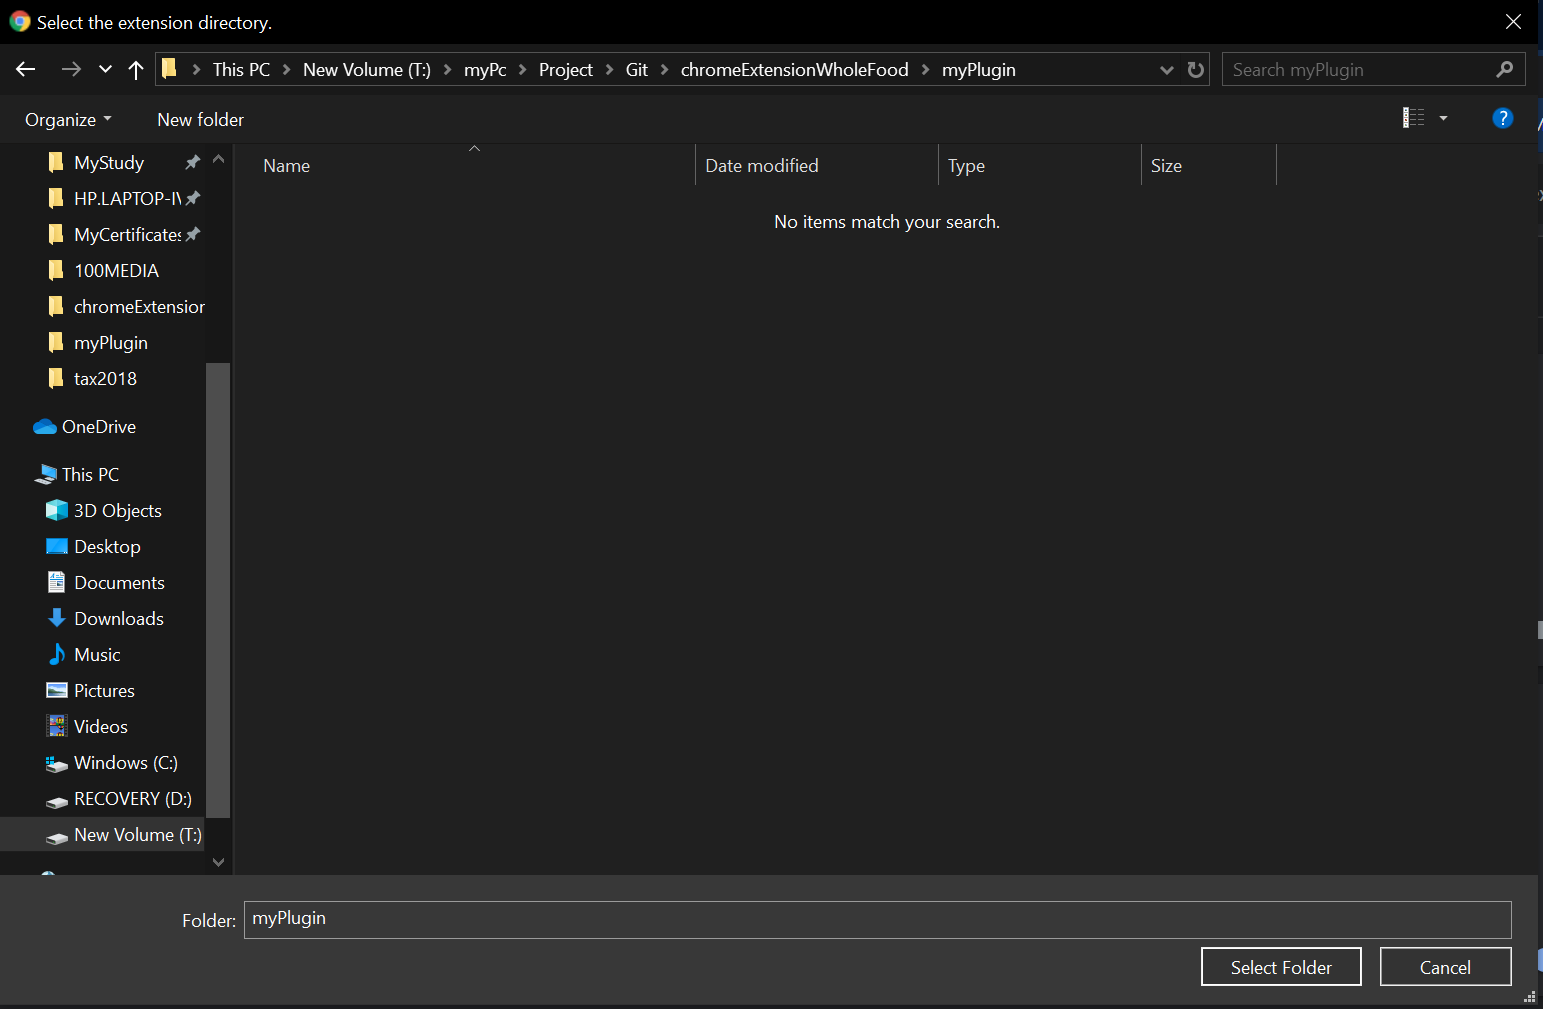 Select the extension directory.
This PC > New Volume (T:) > myPc > Project > Git > chromeExtensionWholeFood > myPlugin
Search myPlugin
Organize
New folder
?
MyStudy
HP.LAPTOP-IV
MyCertificates
100MEDIA
chromeExtension
myPlugin
tax2018
OneDrive
This PC
3D Objects
Desktop
Documents
Downloads
Music
Pictures
Videos
Windows (C:)
RECOVERY (D:)
New Volume (T:)
Name
Date modified
Type
Size
No items match your search.
Folder: myPlugin
Select Folder
Cancel